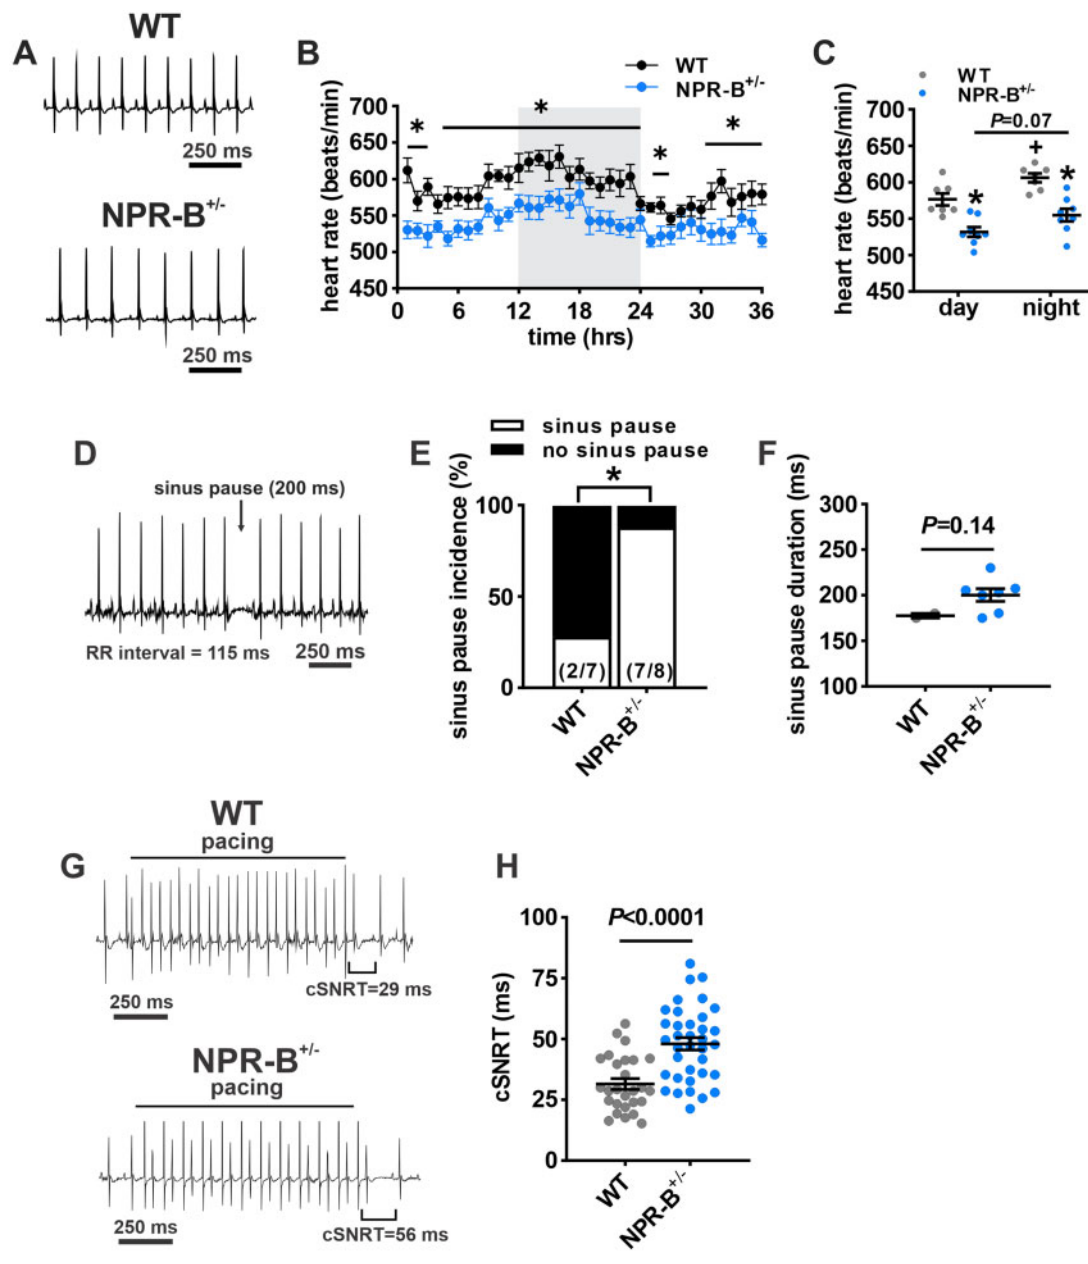 A
WT
250 ms
NPR-B+/-
250 ms
B
WT
NPR-B+/-
heart rate (beats/min)
700
650
600
550
500
450
*
*
*
*
0 6 12 18 24 30 36
time (hrs)
C
WT
NPR-B+/-
P=0.07
heart rate (beats/min)
700
650
600
550
500
450
*
+
*
day night
D
sinus pause (200 ms)
RR interval = 115 ms
250 ms
E
sinus pause
no sinus pause
*
sinus pause incidence (%)
100
50
0
(2/7) (7/8)
WT
NPR-B+/-
F
P=0.14
sinus pause duration (ms)
300
250
200
150
100
WT
NPR-B+/-
G
WT
pacing
cSNRT=29 ms
250 ms
NPR-B+/-
pacing
250 ms
cSNRT=56 ms
H
P<0.0001
cSNRT (ms)
100
75
50
25
0
WT
NPR-B+/-